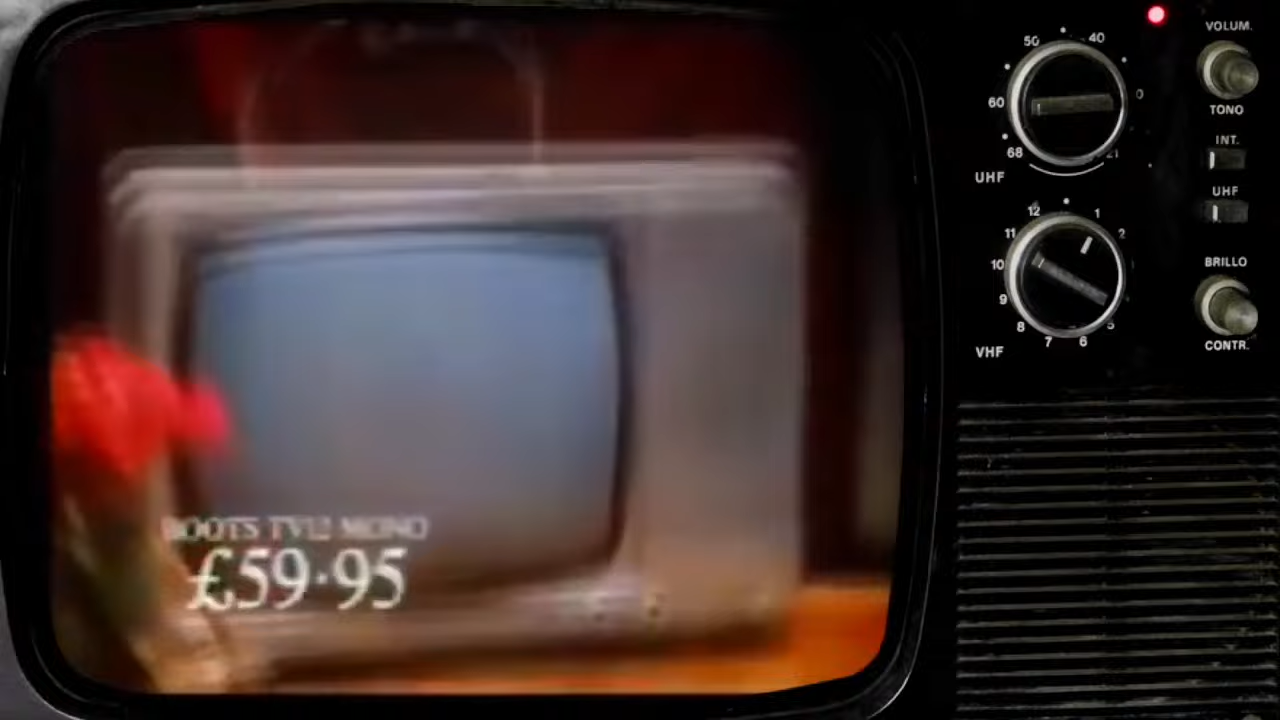 50
40
60
0
68
21
UHF
12
1
11
2
10
9
8
5
7
6
VHF
VOLUM.
TONO
INT.
UHF
BRILLO
CONTR.
BOOTS TV12 MONO
£59·95